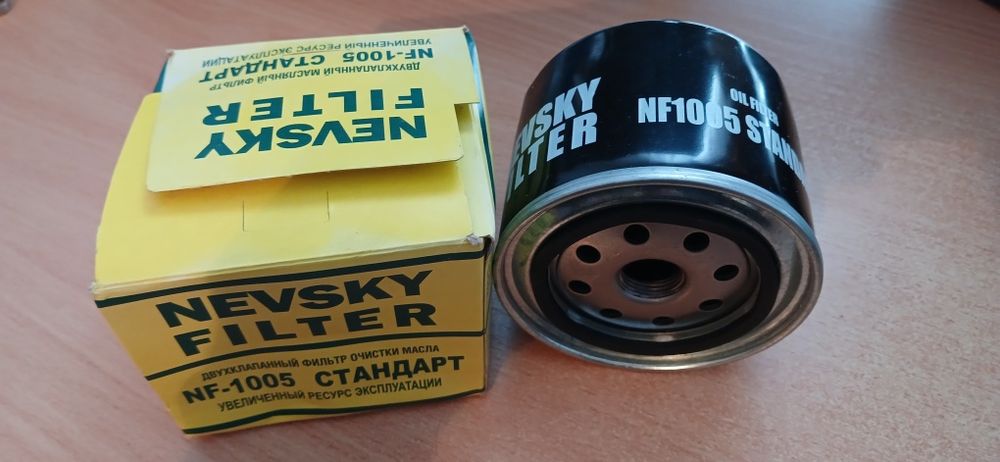 NEVSKY
FILTER
ДВУХКЛАПАННЫЙ МАСЛЯНЫЙ ФИЛЬТР
NF-1005 СТАНДАРТ
УВЕЛИЧЕННЫЙ РЕСУРС ЭКСПЛУАТАЦИИ
NEVSKY
FILTER
ДВУХКЛАПАННЫЙ ФИЛЬТР ОЧИСТКИ МАСЛА
NF-1005 СТАНДАРТ
УВЕЛИЧЕННЫЙ РЕСУРС ЭКСПЛУАТАЦИИ
NEVSKY
FILTER
OIL FILTER
NF1005 STANDA